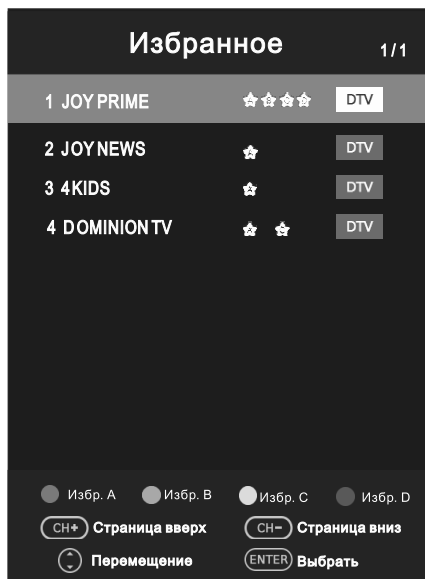 Избранное 1/1
1 JOY PRIME DTV
2 JOY NEWS DTV
3 4KIDS DTV
4 DOMINION TV DTV
Избр. A Избр. B Избр. C Избр. D
CH+ Страница вверх CH− Страница вниз
Перемещение ENTER Выбрать